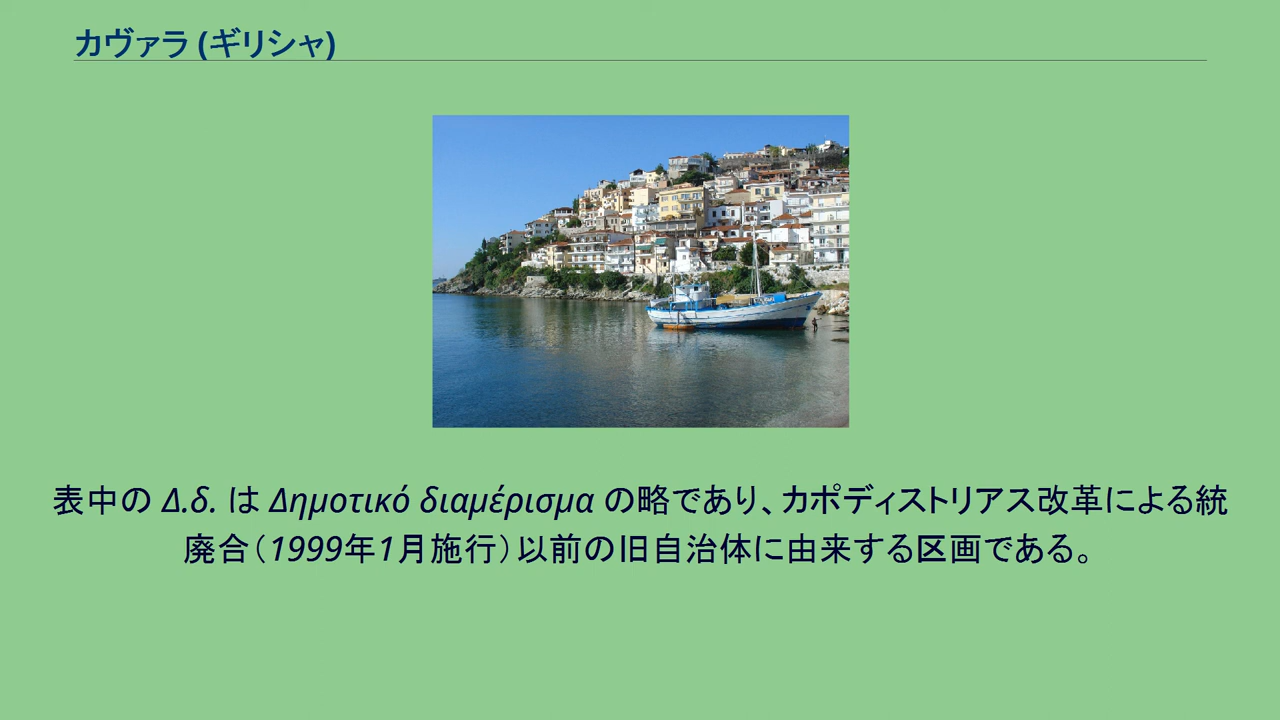 カヴァラ (ギリシャ)
表中の Δ.δ. は Δημοτικό διαμέρισμα の略であり、カポディストリアス改革による統
廃合（1999年1月施行）以前の旧自治体に由来する区画である。